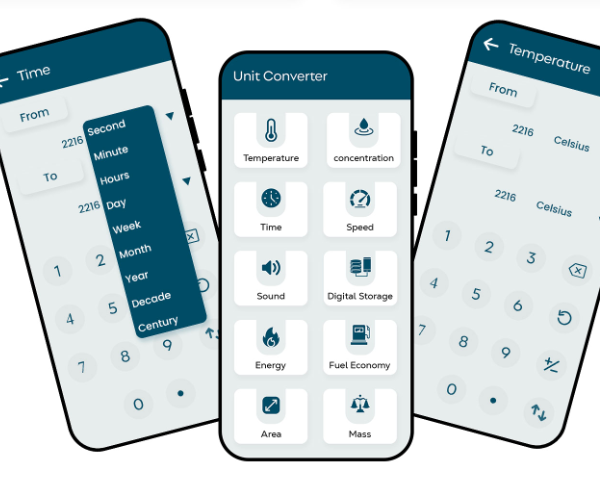 Time
From
2216
To
2216
Second
Minute
Hours
Day
Week
Month
Year
Decade
Century
1
2
4
5
7
8
9
0
Unit Converter
Temperature
concentration
Time
Speed
Sound
Digital Storage
Energy
Fuel Economy
Area
Mass
Temperature
From
2216 Celsius
To
2216 Celsius
1 2 3
4 5 6
7 8 9
0 .